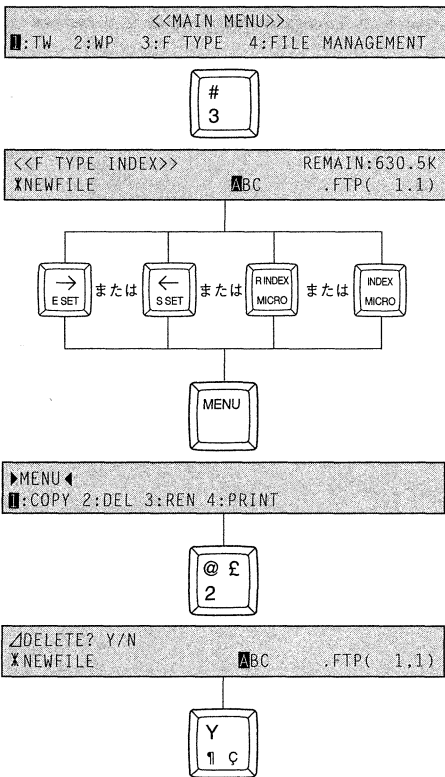 <<MAIN MENU>>
1:TW 2:WP 3:F TYPE 4:FILE MANAGEMENT
#
3
<<F TYPE INDEX>> REMAIN:630.5K
NEWFILE ABC .FTP( 1.1)
→
E SET
または
←
S SET
または
R INDEX
MICRO
または
INDEX
MICRO
MENU
▶MENU◀
1:COPY 2:DEL 3:REN 4:PRINT
@ £
2
DELETE? Y/N
NEWFILE ABC .FTP( 1,1)
Y
¶ Ç